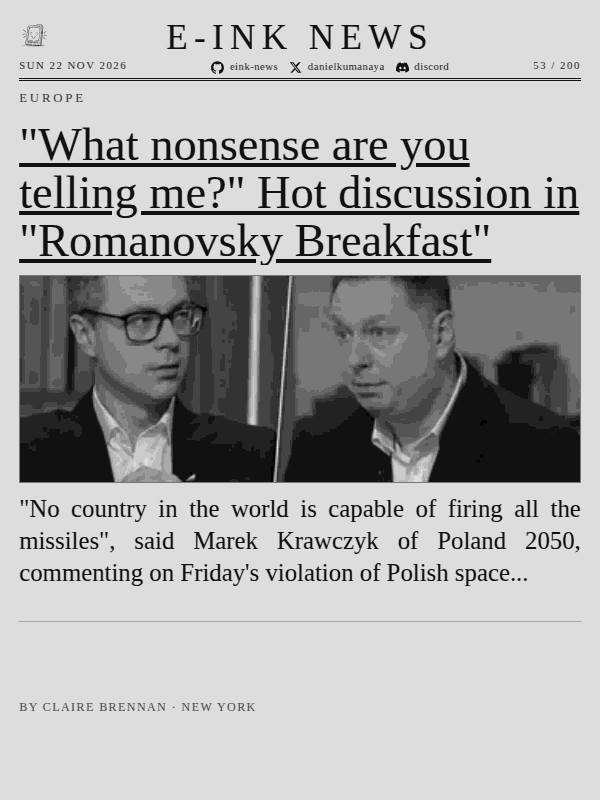 E-INK NEWS
SUN 22 NOV 2026
eink-news danielkumanaya discord
53 / 200
EUROPE
"What nonsense are you
telling me?" Hot discussion in
"Romanovsky Breakfast"
"No country in the world is capable of firing all the
missiles", said Marek Krawczyk of Poland 2050,
commenting on Friday's violation of Polish space...
BY CLAIRE BRENNAN · NEW YORK